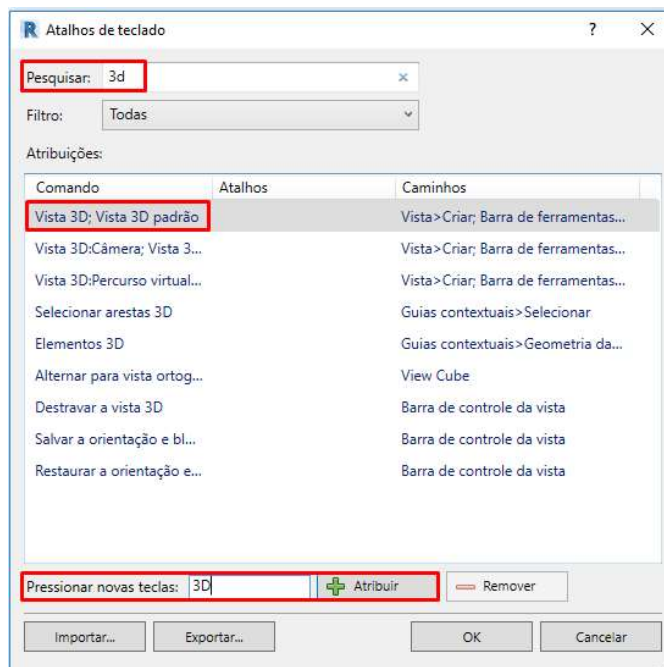 R Atalhos de teclado ? X
Pesquisar: 3d ×
Filtro: Todas
Atribuições:
Comando Atalhos Caminhos
Vista 3D; Vista 3D padrão Vista>Criar; Barra de ferramentas...
Vista 3D:Câmera; Vista 3... Vista>Criar; Barra de ferramentas...
Vista 3D:Percurso virtual... Vista>Criar; Barra de ferramentas...
Selecionar arestas 3D Guias contextuais>Selecionar
Elementos 3D Guias contextuais>Geometria da...
Alternar para vista ortog... View Cube
Destravar a vista 3D Barra de controle da vista
Salvar a orientação e bl... Barra de controle da vista
Restaurar a orientação e... Barra de controle da vista
Pressionar novas teclas: 3D Atribuir Remover
Importar... Exportar... OK Cancelar